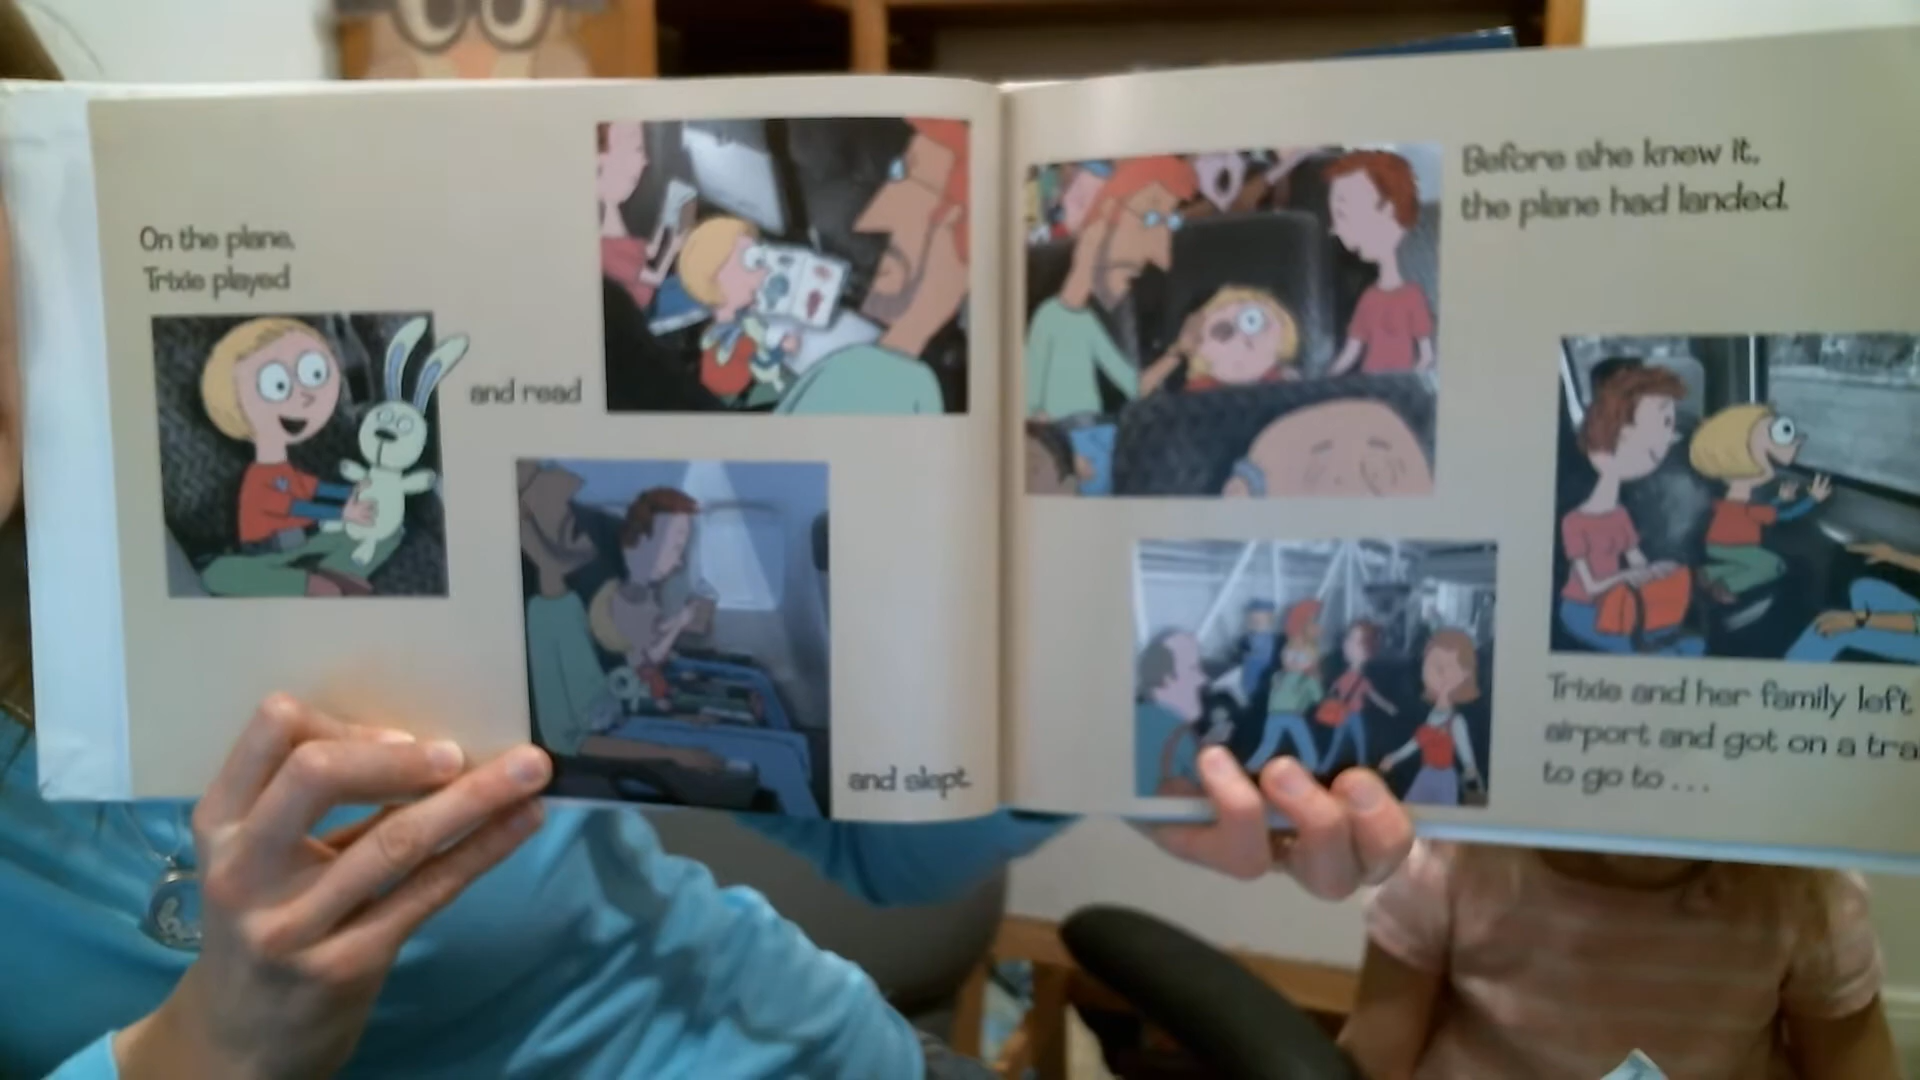 On the plane,
Trixie played
and read
and slept.
Before she knew it,
the plane had landed.
Trixie and her family left
airport and got on a tra
to go to . . .